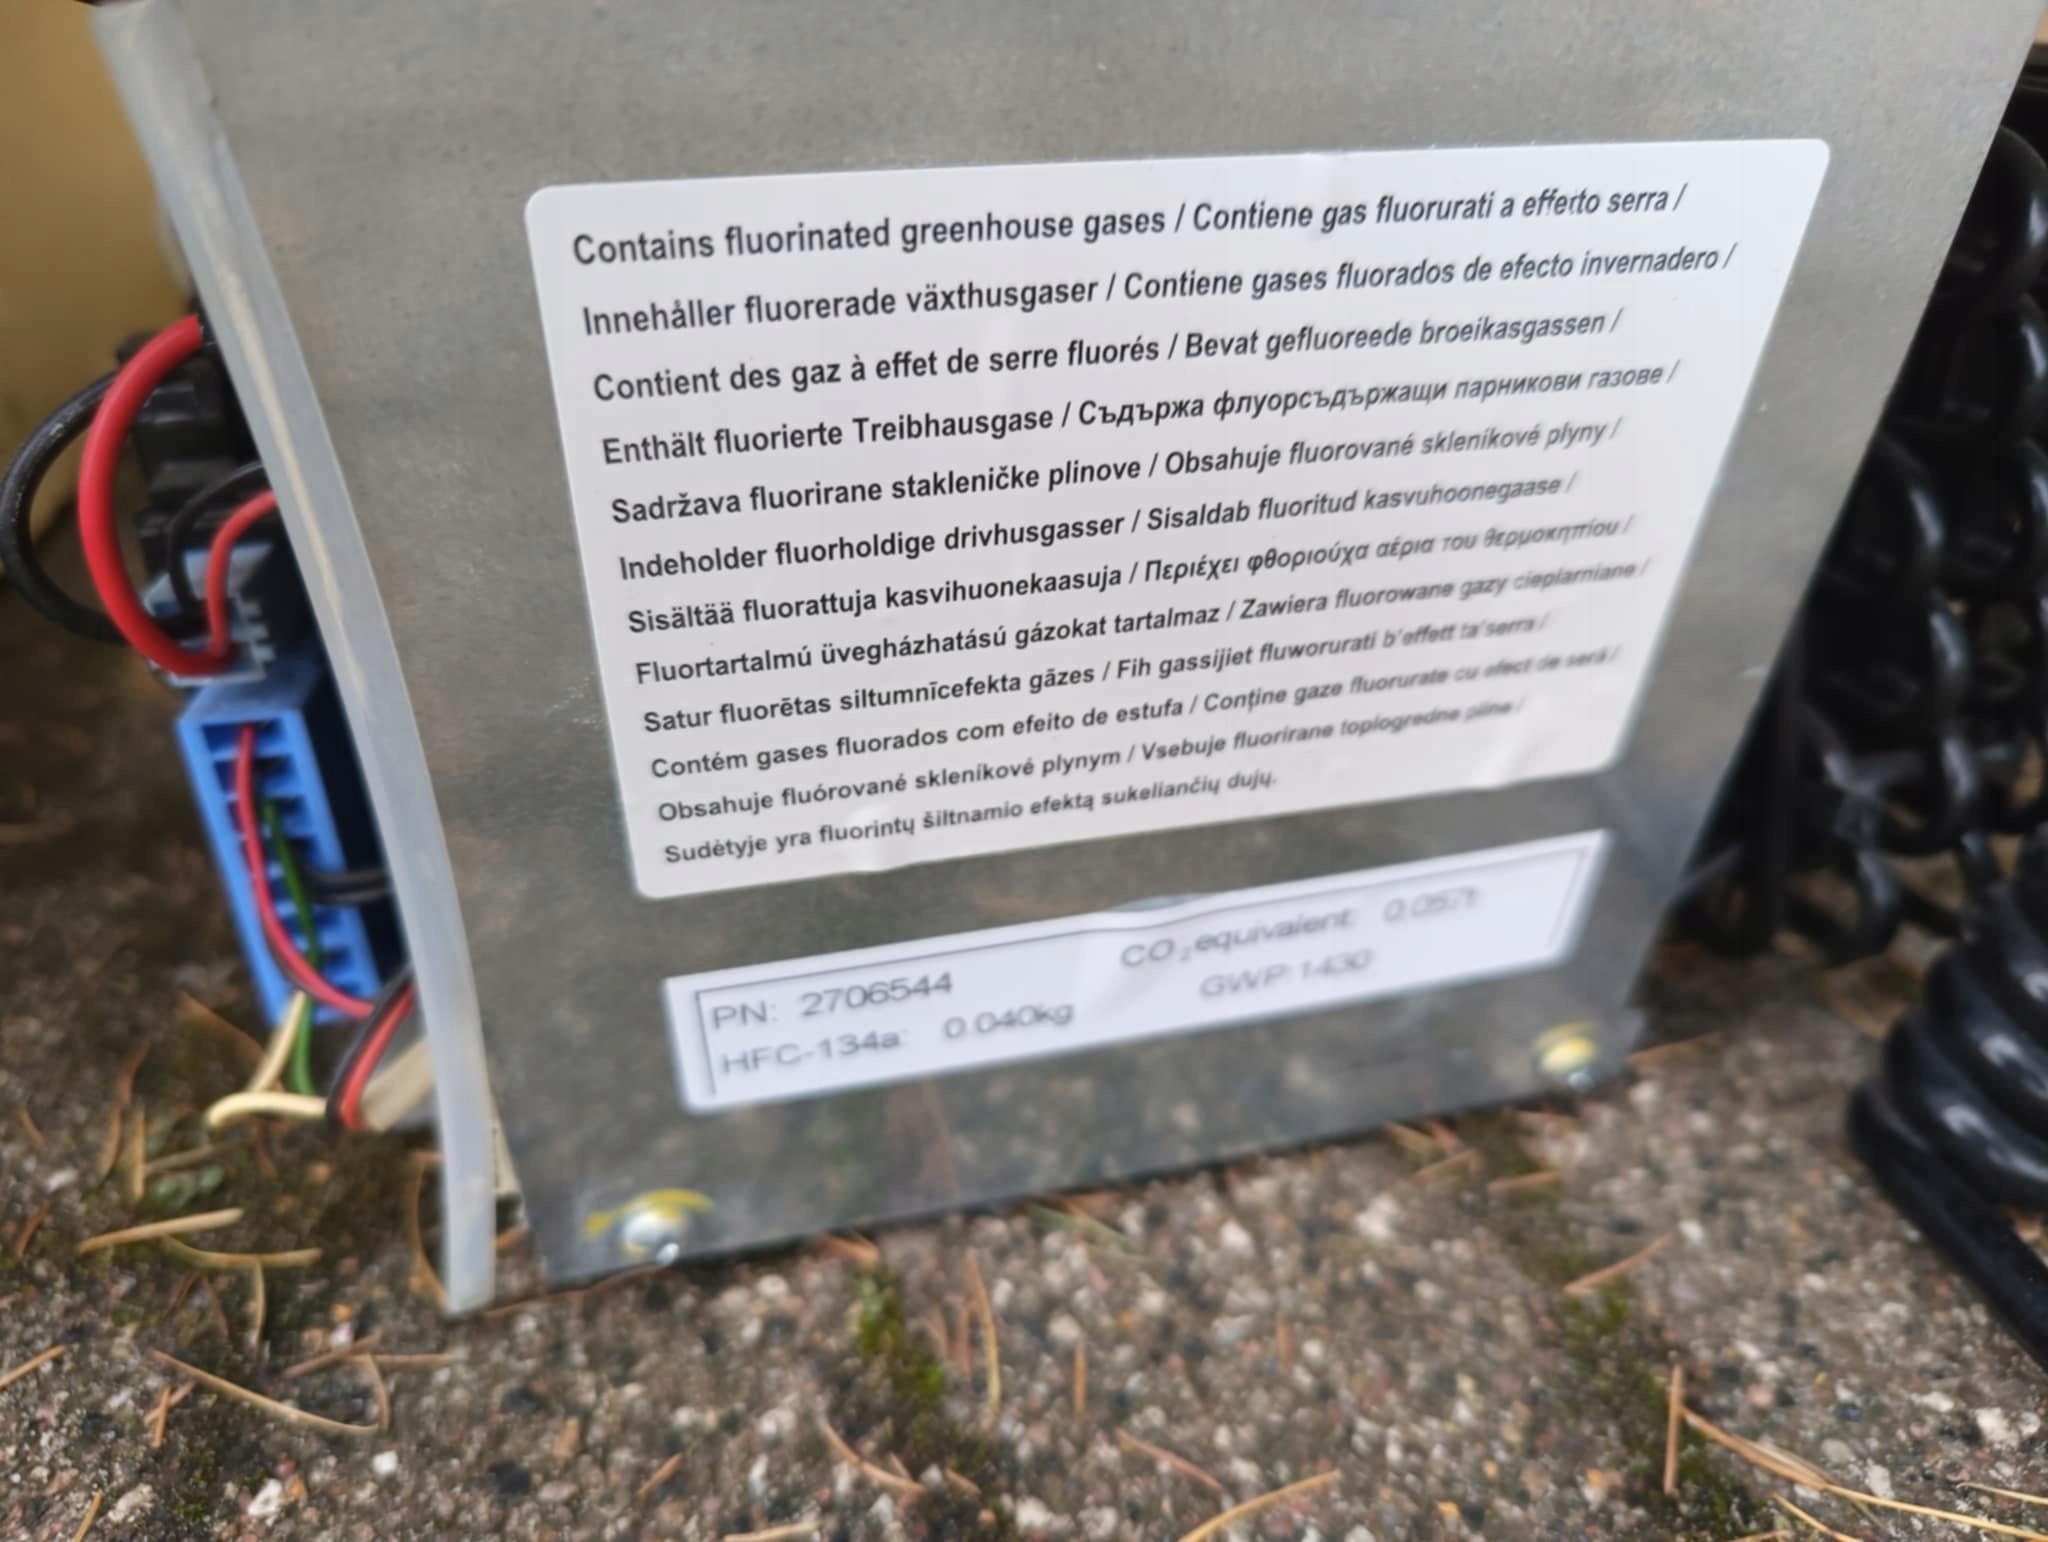 Contains fluorinated greenhouse gases / Contiene gas fluorurati a effetto serra /
Innehåller fluorerade växthusgaser / Contiene gases fluorados de efecto invernadero /
Contient des gaz à effet de serre fluorés / Bevat gefluoreede broeikasgassen /
Enthält fluorierte Treibhausgase / Съдържа флуорсъдържащи парникови газове /
Sadržava fluorirane stakleničke plinove / Obsahuje fluorované skleníkové plyny /
Indeholder fluorholdige drivhusgasser / Sisaldab fluoritud kasvuhoonegaase /
Sisältää fluorattuja kasvihuonekaasuja / Περιέχει φθοριούχα αέρια του θερμοκηπίου /
Fluortartalmú üvegházhatású gázokat tartalmaz / Zawiera fluorowane gazy cieplarniane /
Satur fluorētas siltumnīcefekta gāzes / Fih gassijiet fluworurati b'effett ta'serra /
Contém gases fluorados com efeito de estufa / Conține gaze fluorurate cu efect de seră /
Obsahuje fluórované skleníkové plynym / Vsebuje fluorirane toplogredne pline /
Sudėtyje yra fluorintų šiltnamio efektą sukeliančių dujų.
PN: 2706544 CO₂equivalent: 0.057t
HFC-134a: 0.040kg GWP:1430